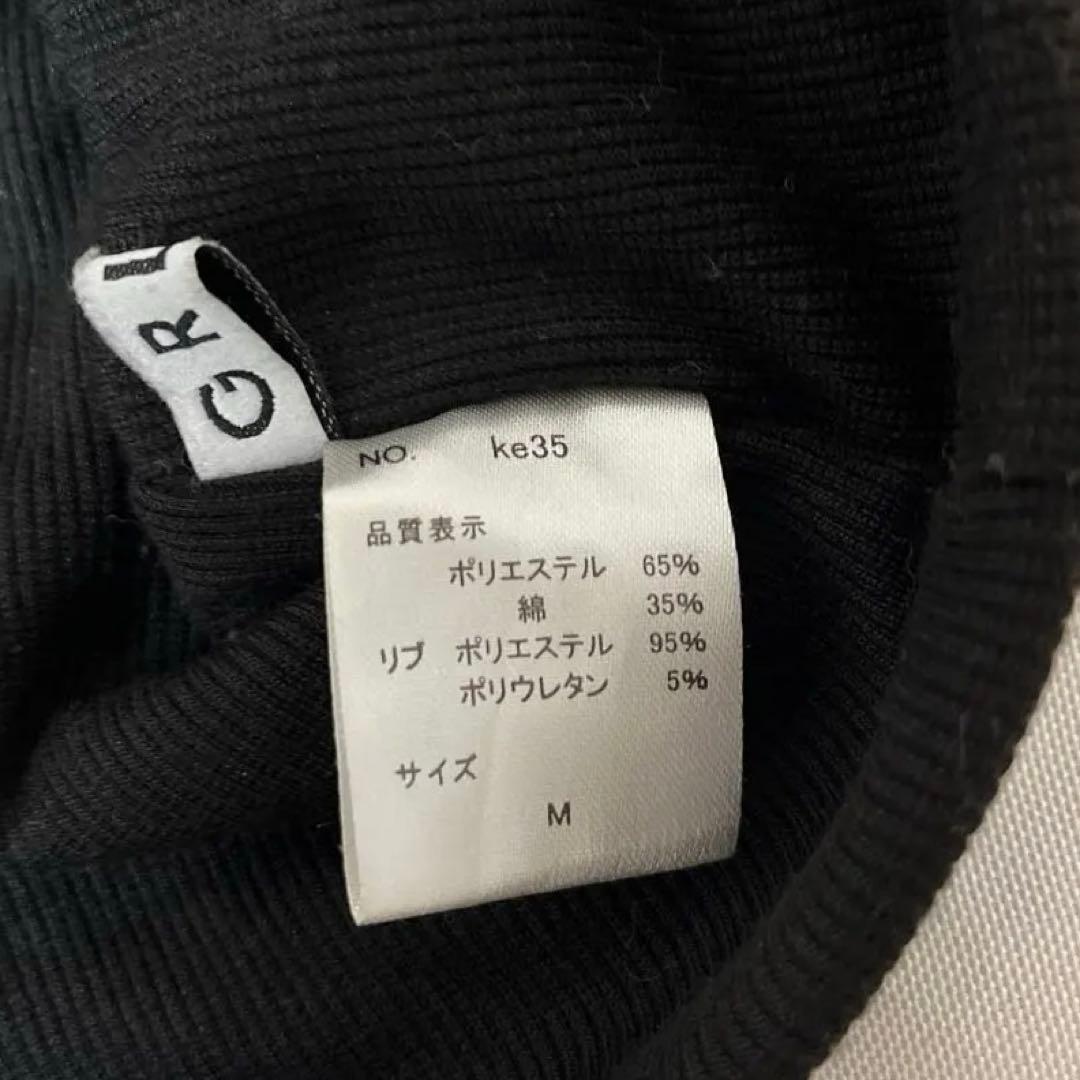 GR
NO. ke35
品質表示
ポリエステル 65%
綿 35%
リブ ポリエステル 95%
ポリウレタン 5%
サイズ
M